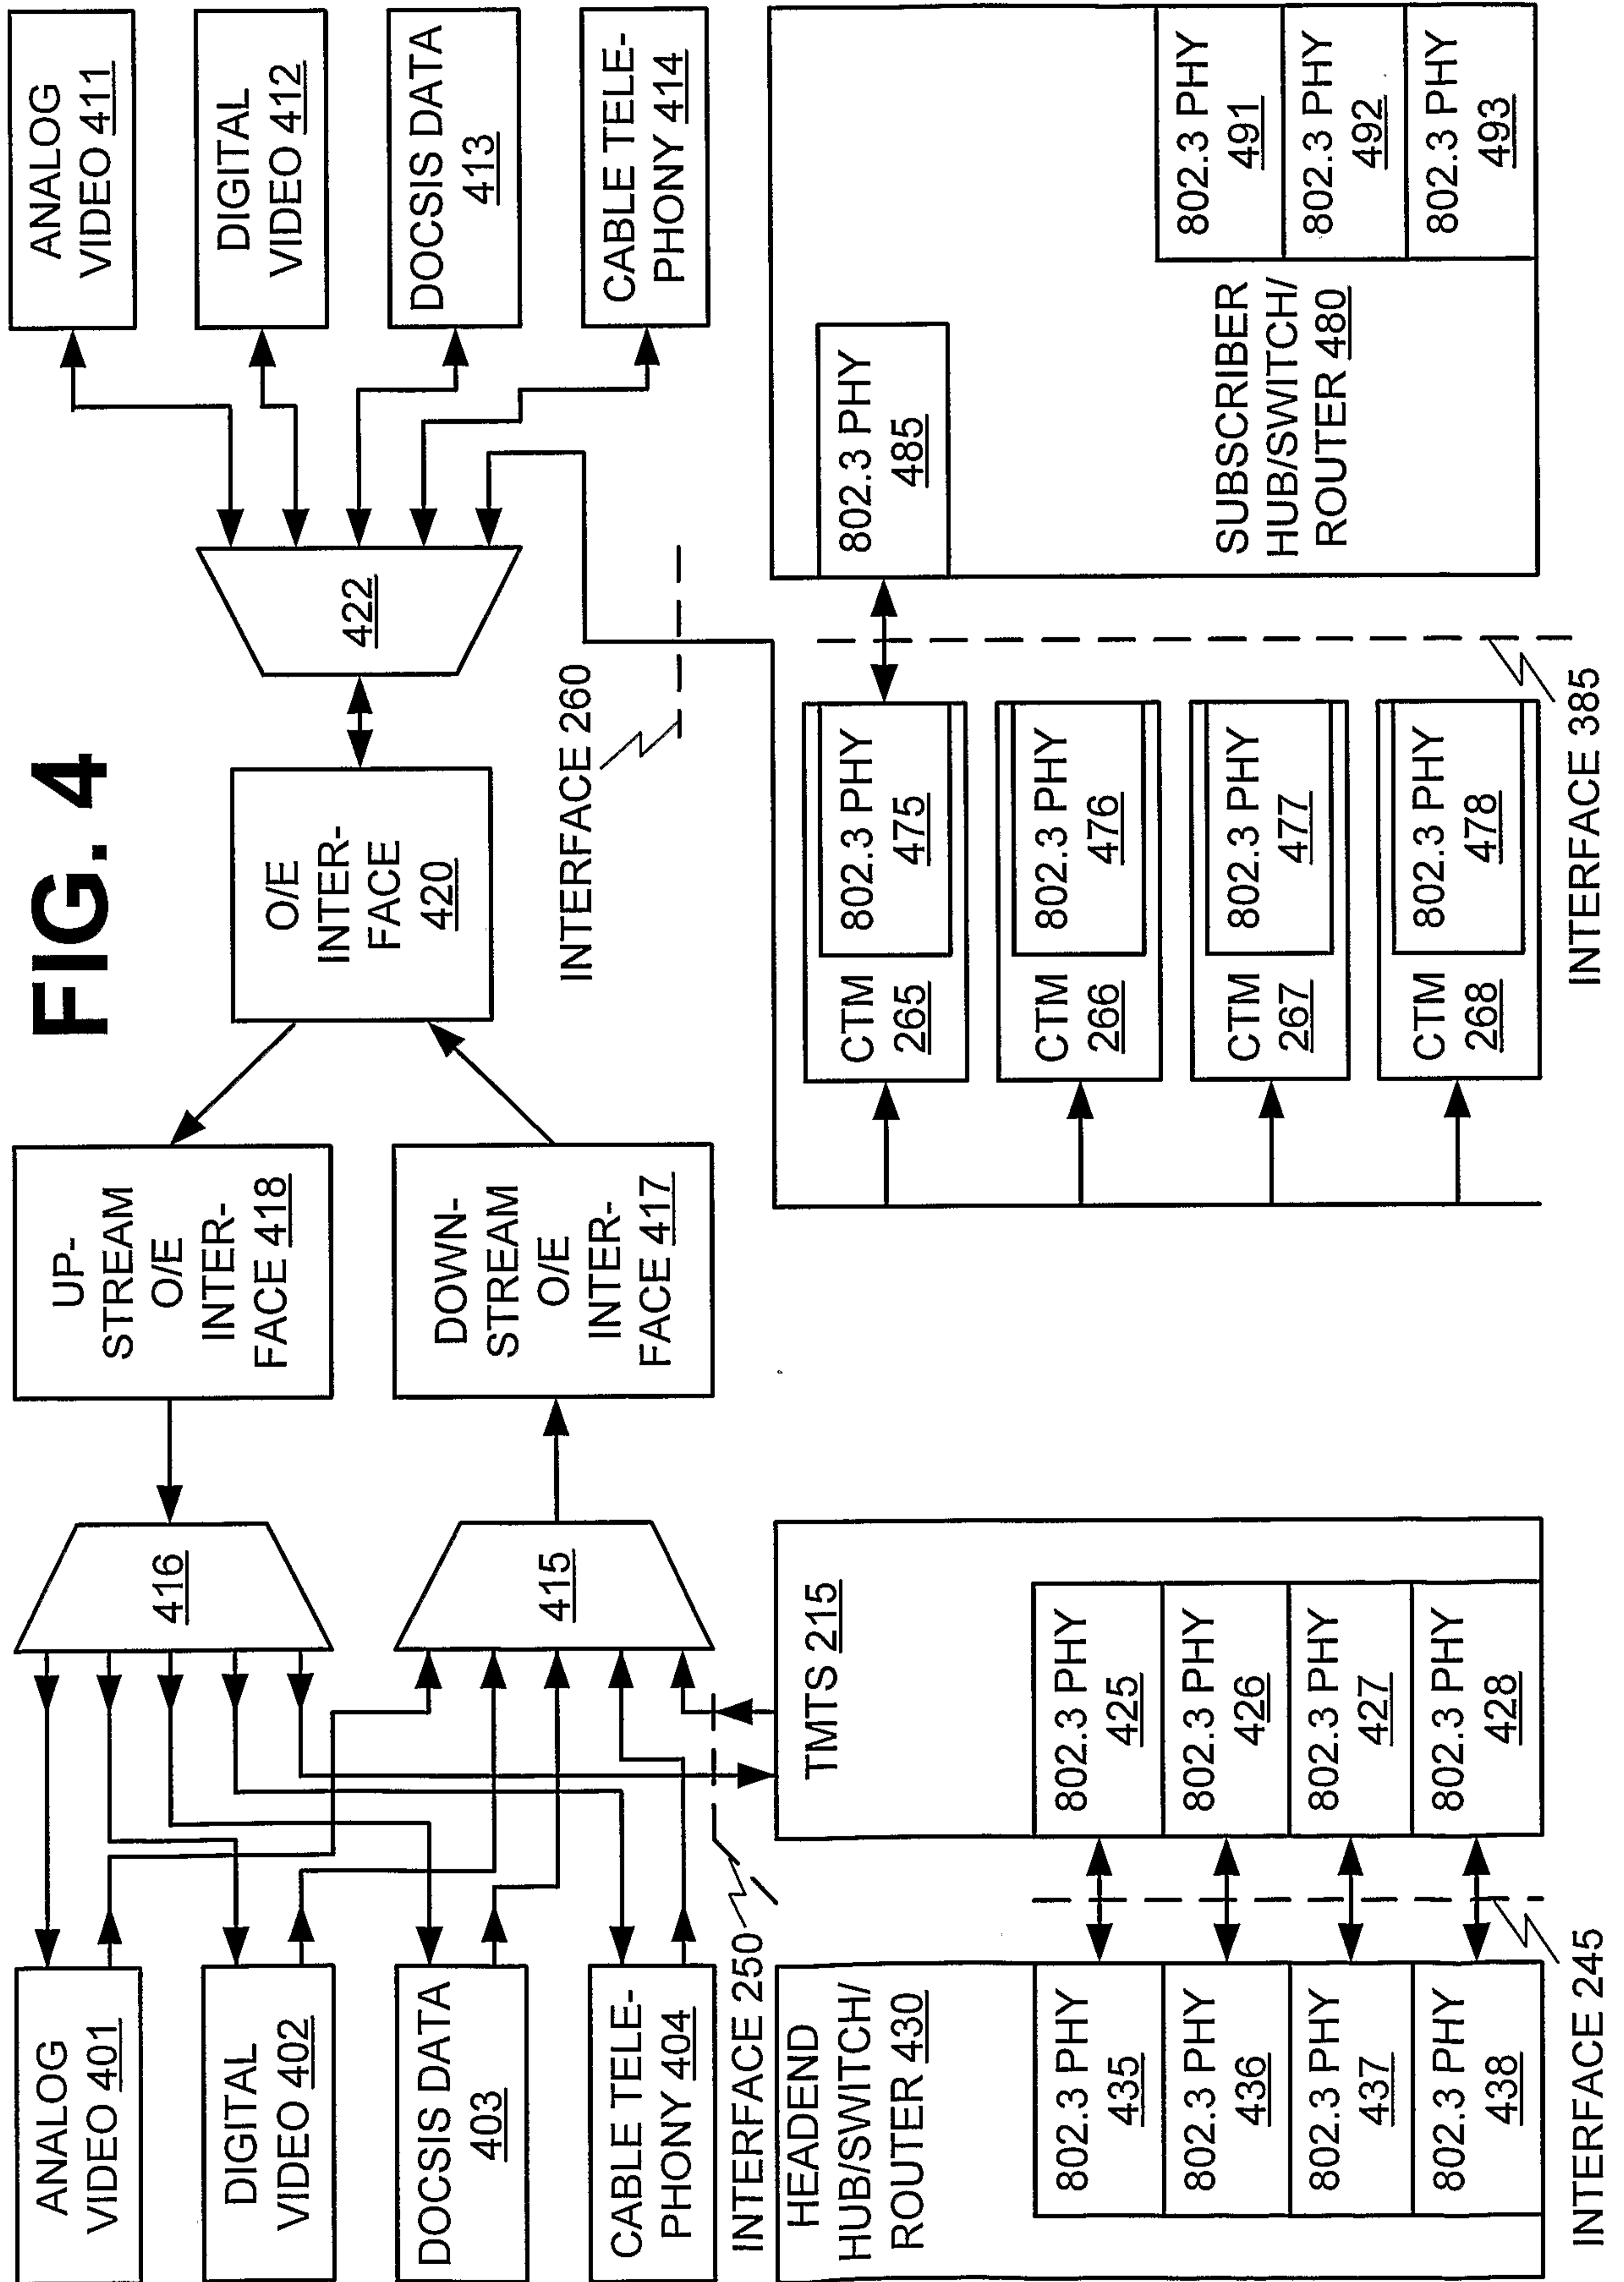 FIG. 4
ANALOG
VIDEO 401
DIGITAL
VIDEO 402
DOCSIS DATA
403
CABLE TELE-
PHONY 404
416
415
UP-
STREAM
O/E
INTER-
FACE 418
DOWN-
STREAM
O/E
INTER-
FACE 417
O/E
INTER-
FACE
420
422
ANALOG
VIDEO 411
DIGITAL
VIDEO 412
DOCSIS DATA
413
CABLE TELE-
PHONY 414
INTERFACE 250
INTERFACE 260
HEADEND
HUB/SWITCH/
ROUTER 430
802.3 PHY
435
802.3 PHY
436
802.3 PHY
437
802.3 PHY
438
INTERFACE 245
TMTS 215
802.3 PHY
425
802.3 PHY
426
802.3 PHY
427
802.3 PHY
428
CTM
265
802.3 PHY
475
CTM
266
802.3 PHY
476
CTM
267
802.3 PHY
477
CTM
268
802.3 PHY
478
INTERFACE 385
802.3 PHY
485
SUBSCRIBER
HUB/SWITCH/
ROUTER 480
802.3 PHY
491
802.3 PHY
492
802.3 PHY
493